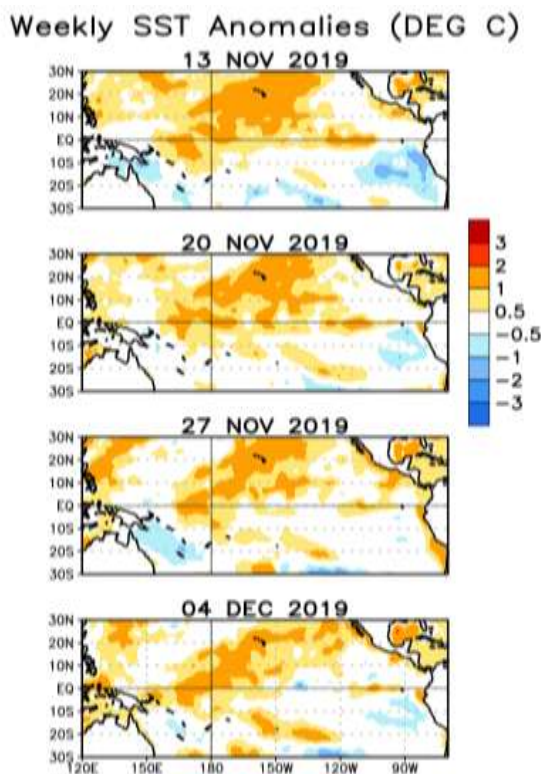 Weekly SST Anomalies (DEG C)
13 NOV 2019
30N
20N
10N
EQ
10S
20S
30S
20 NOV 2019
30N
20N
10N
EQ
10S
20S
30S
3
2
1
0.5
-0.5
-1
-2
-3
27 NOV 2019
30N
20N
10N
EQ
10S
20S
30S
04 DEC 2019
30N
20N
10N
EQ
10S
20S
30S
120E 150E 180 150W 120W 90W